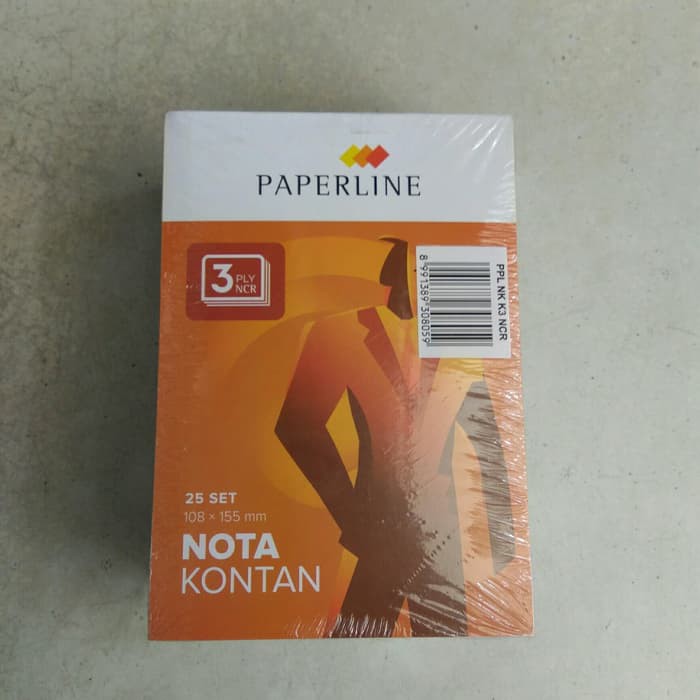 PAPERLINE
3 PLY
NCR
8 991389 308059
PPL NK K3 NCR
25 SET
108 × 155 mm
NOTA
KONTAN